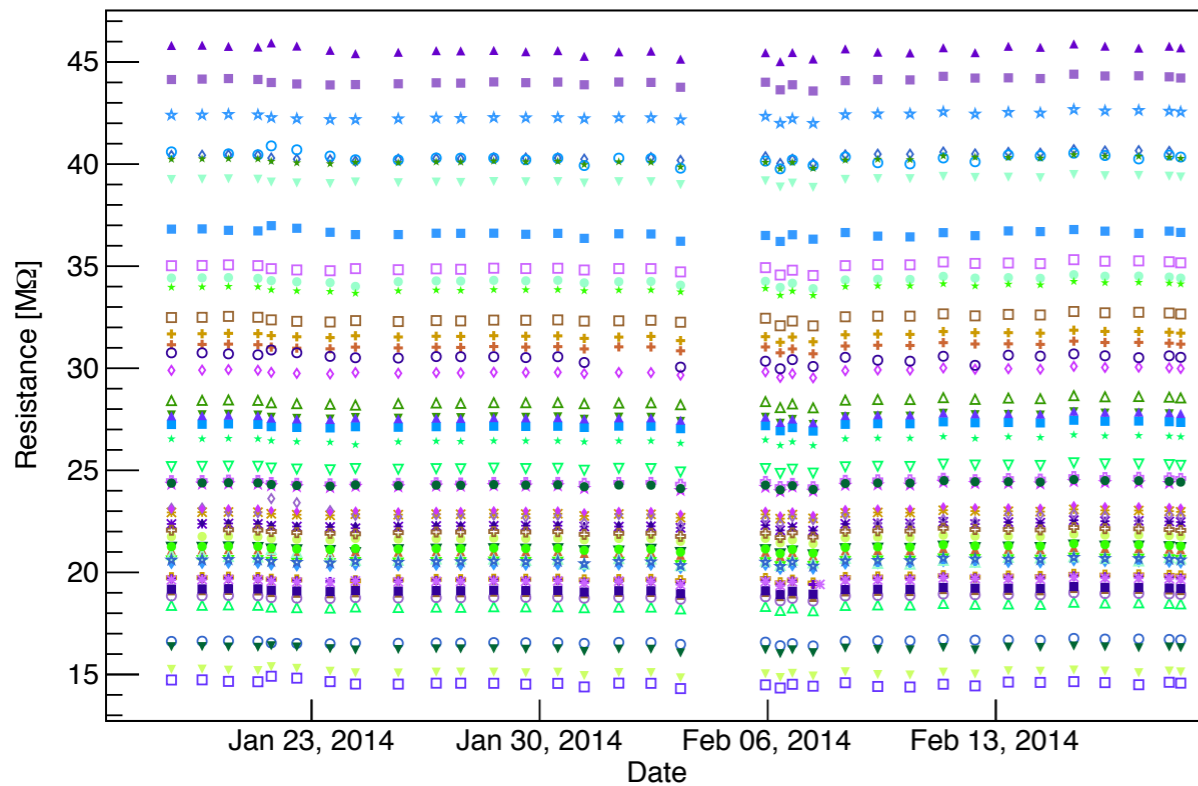 45
40
35
30
25
20
15
Resistance [MΩ]
Jan 23, 2014
Jan 30, 2014
Feb 06, 2014
Feb 13, 2014
Date